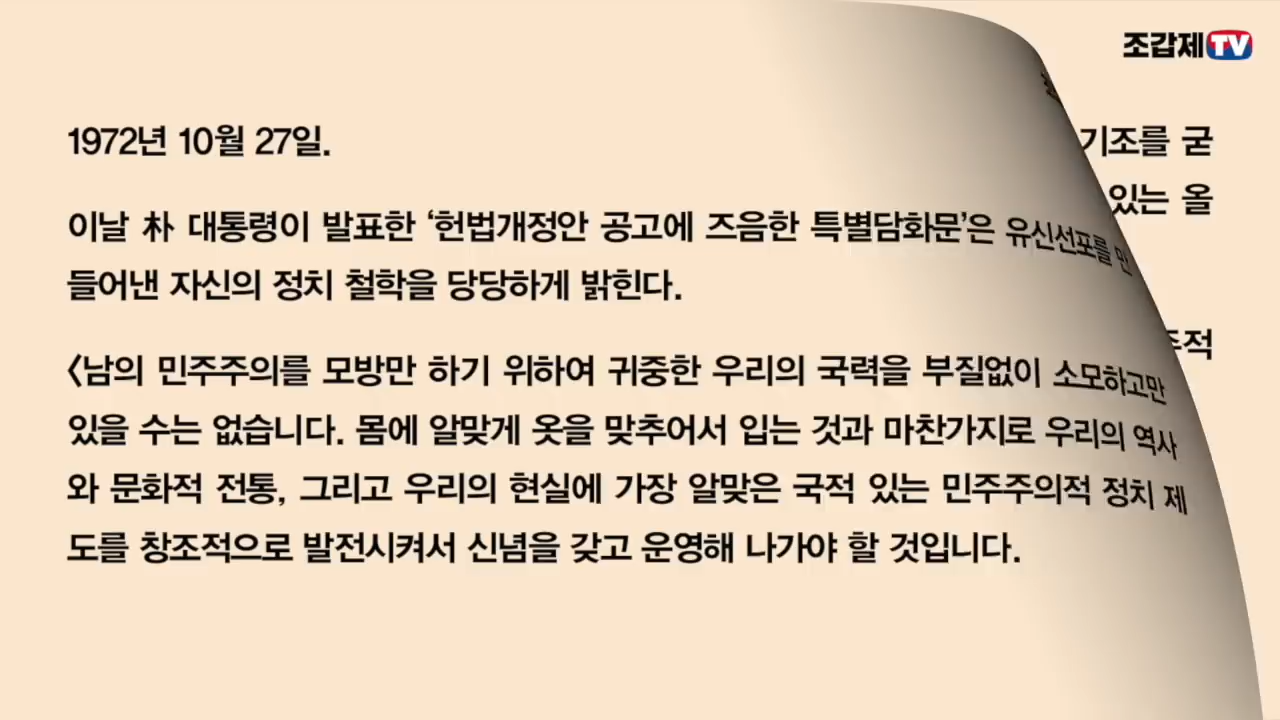 조갑제TV
1972년 10월 27일.
기조를 굳
이날 朴 대통령이 발표한 ‘헌법개정안 공고에 즈음한 특별담화문’은 유신선포를 만
있는 올
들어낸 자신의 정치 철학을 당당하게 밝힌다.
〈남의 민주주의를 모방만 하기 위하여 귀중한 우리의 국력을 부질없이 소모하고만
있을 수는 없습니다. 몸에 알맞게 옷을 맞추어서 입는 것과 마찬가지로 우리의 역사
와 문화적 전통, 그리고 우리의 현실에 가장 알맞은 국적 있는 민주주의적 정치 제
도를 창조적으로 발전시켜서 신념을 갖고 운영해 나가야 할 것입니다.